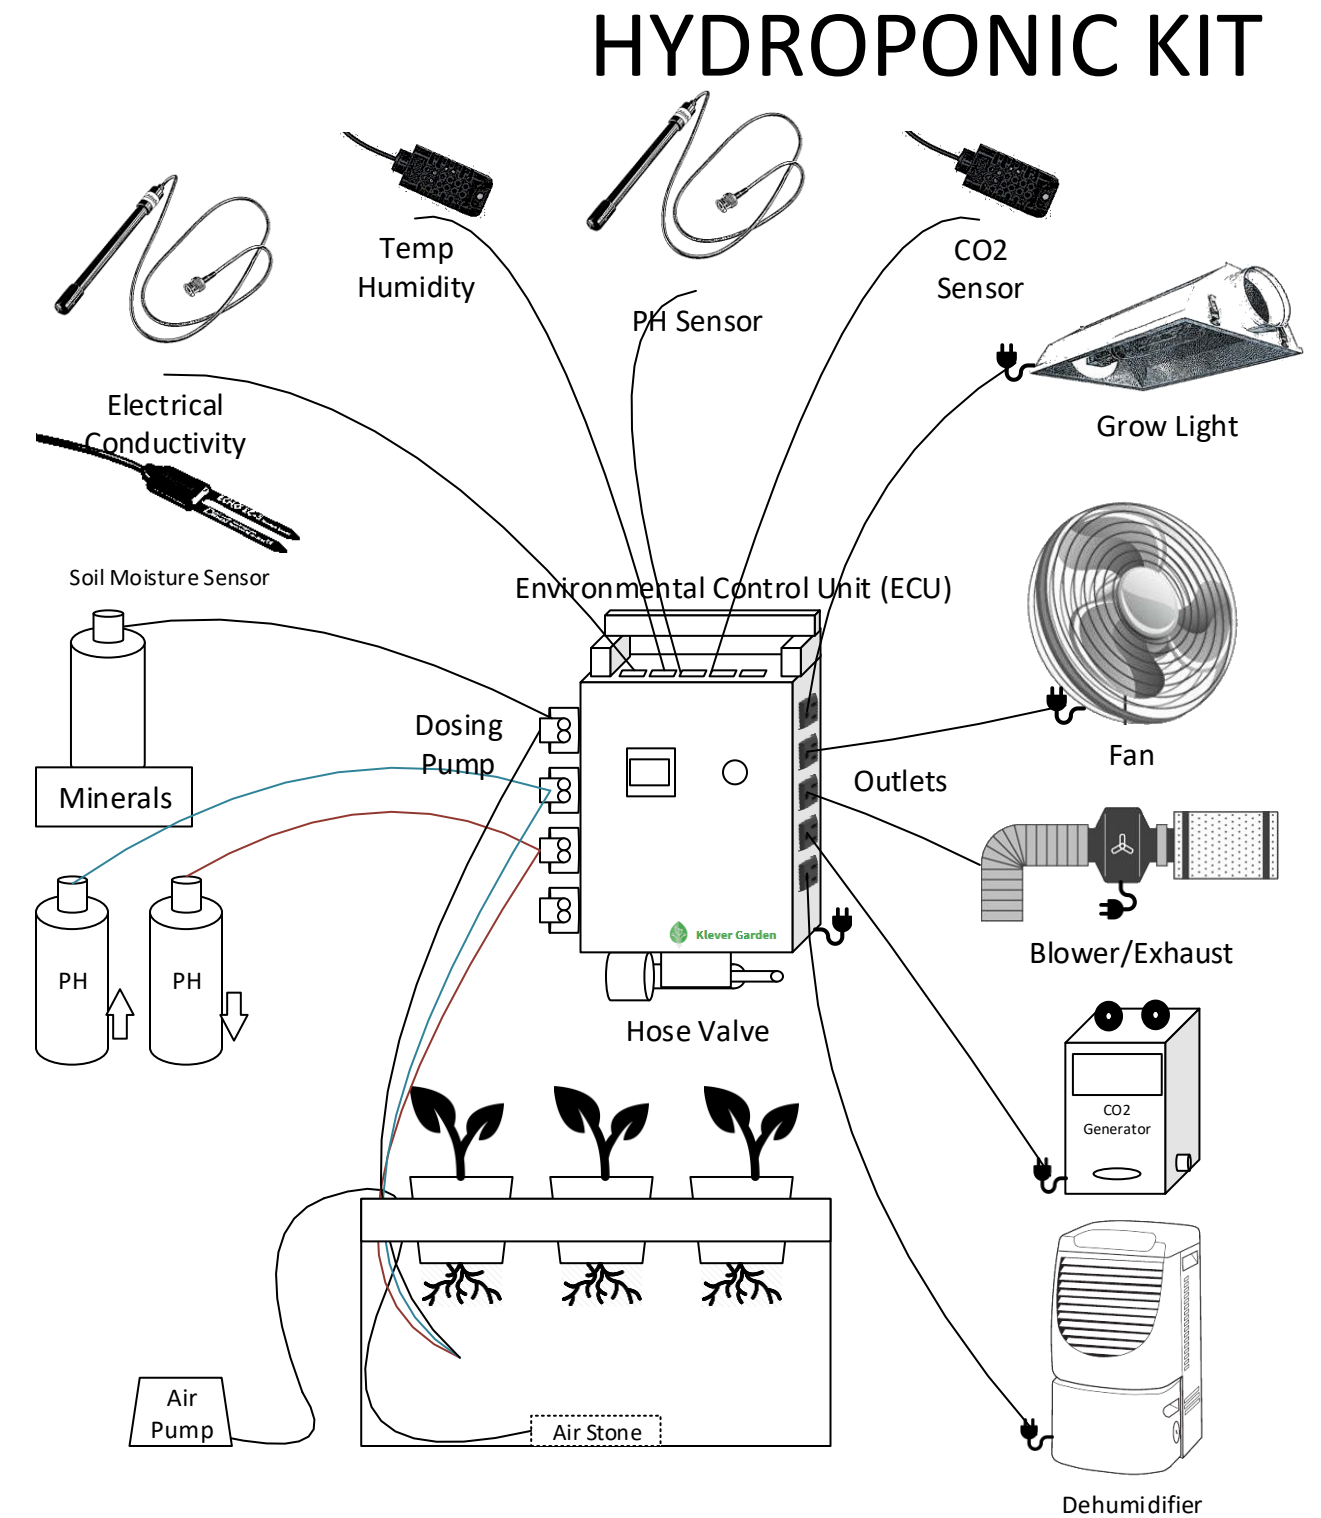 HYDROPONIC KIT
Temp
Humidity
CO2
Sensor
PH Sensor
Grow Light
Electrical
Conductivity
Soil Moisture Sensor
Environmental Control Unit (ECU)
Dosing
Pump
Fan
Outlets
Minerals
Klever Garden
Blower/Exhaust
PH
PH
Hose Valve
CO2
Generator
Air
Pump
Air Stone
Dehumidifier